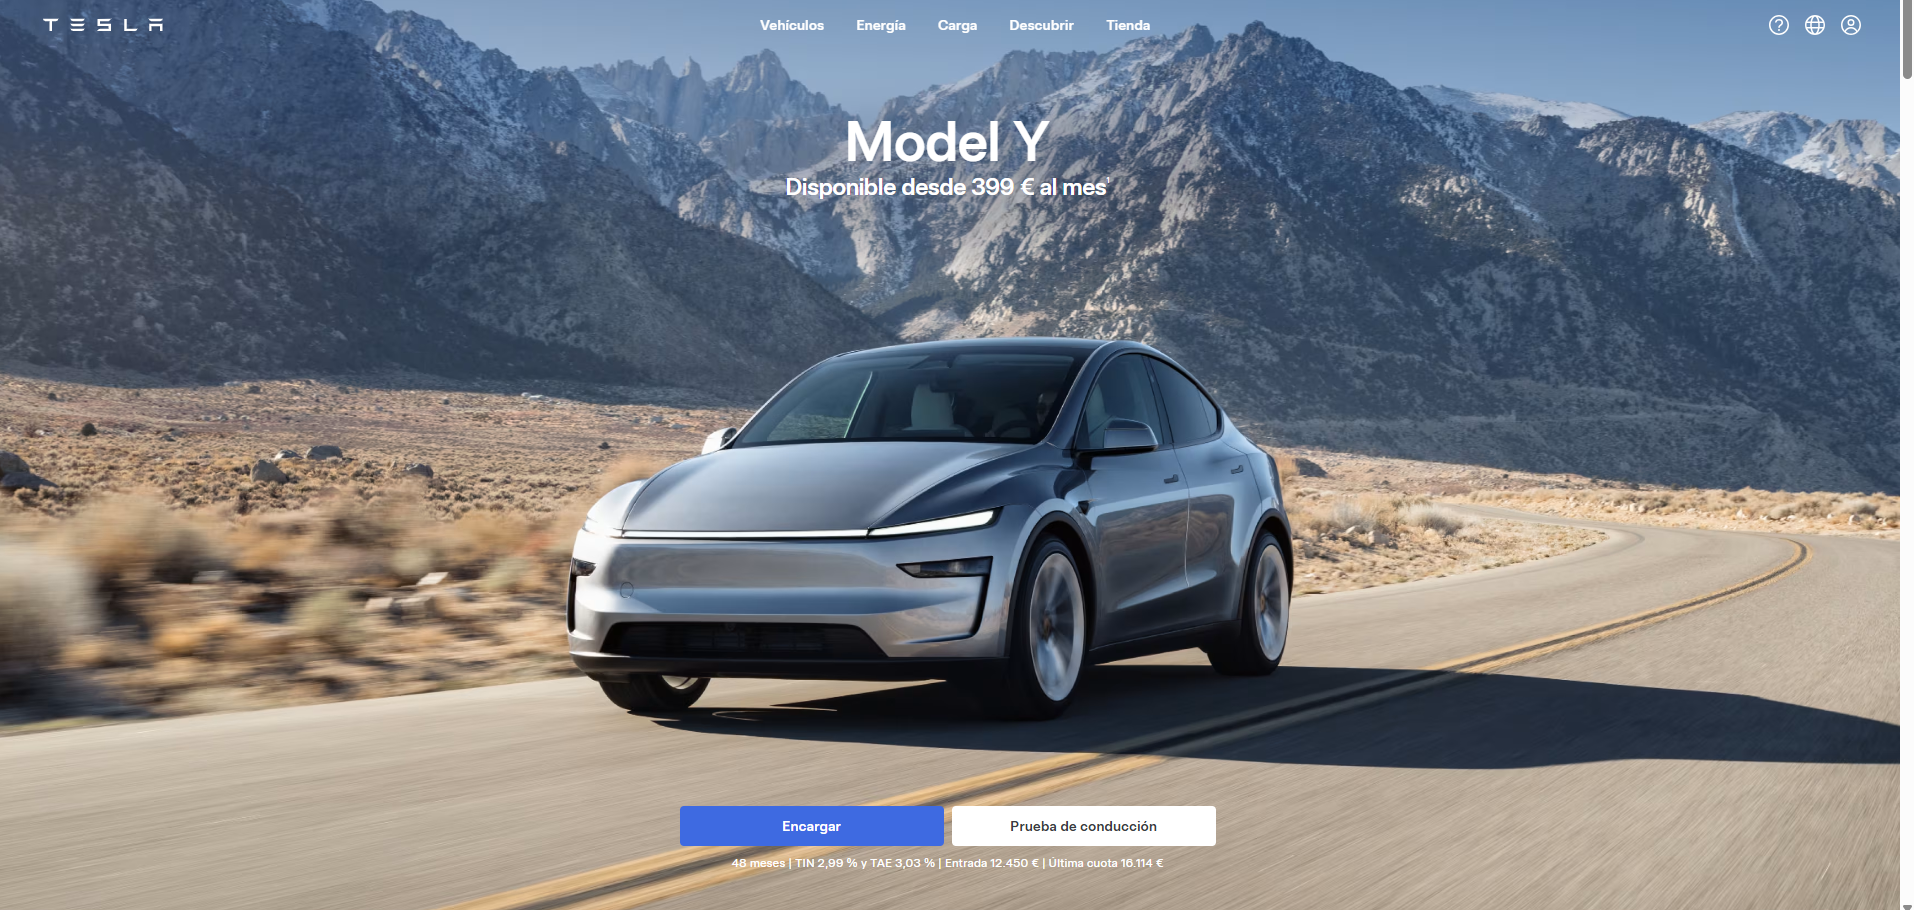 TESLA
Vehículos Energía Carga Descubrir Tienda
Model Y
Disponible desde 399 € al mes¹
Encargar
Prueba de conducción
48 meses | TIN 2,99 % y TAE 3,03 % | Entrada 12.450 € | Última cuota 16.114 €